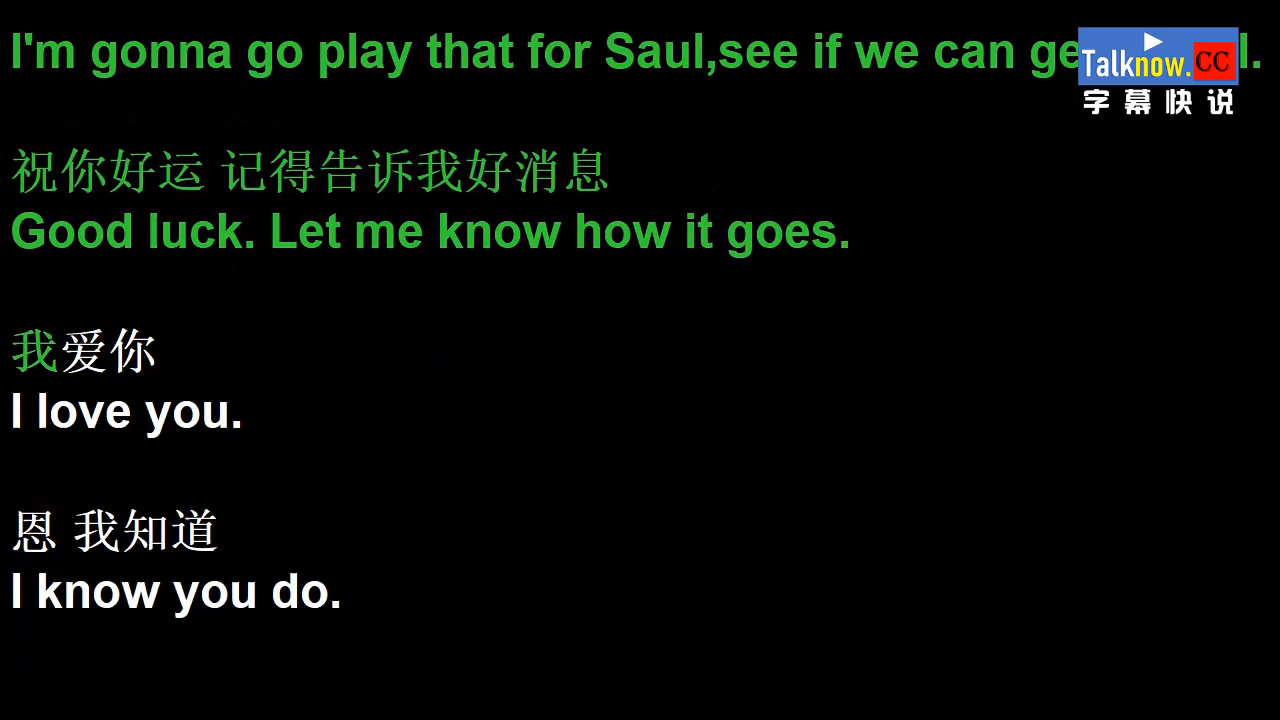 I'm gonna go play that for Saul,see if we can ge
Talknow.CC
字幕快说
祝你好运 记得告诉我好消息
Good luck. Let me know how it goes.
我爱你
I love you.
恩 我知道
I know you do.